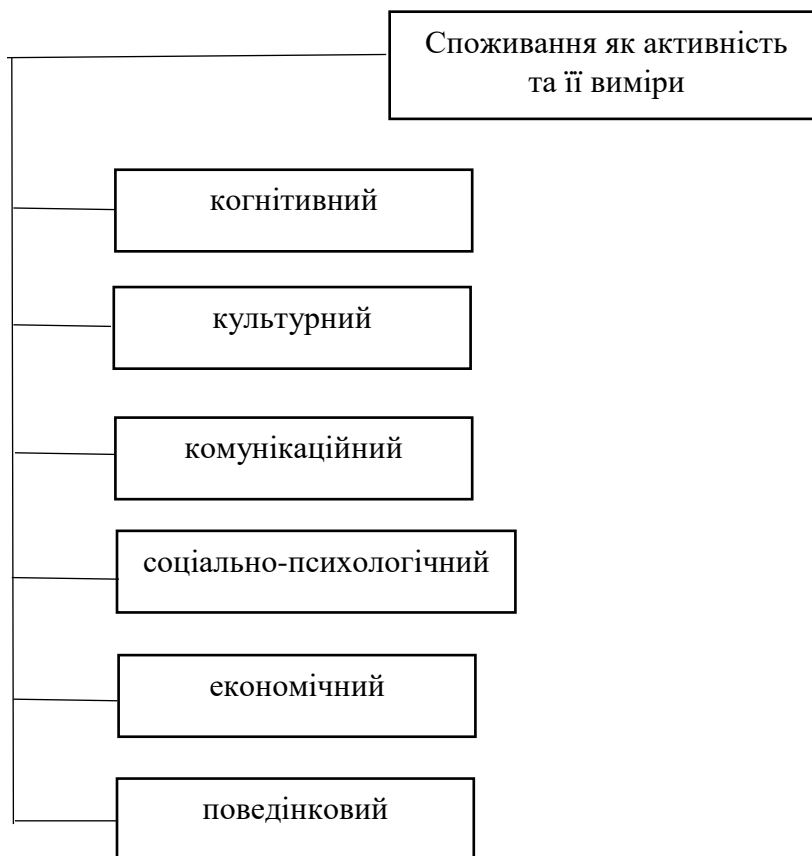 Споживання як активність
та її виміри
когнітивний
культурний
комунікаційний
соціально-психологічний
економічний
поведінковий